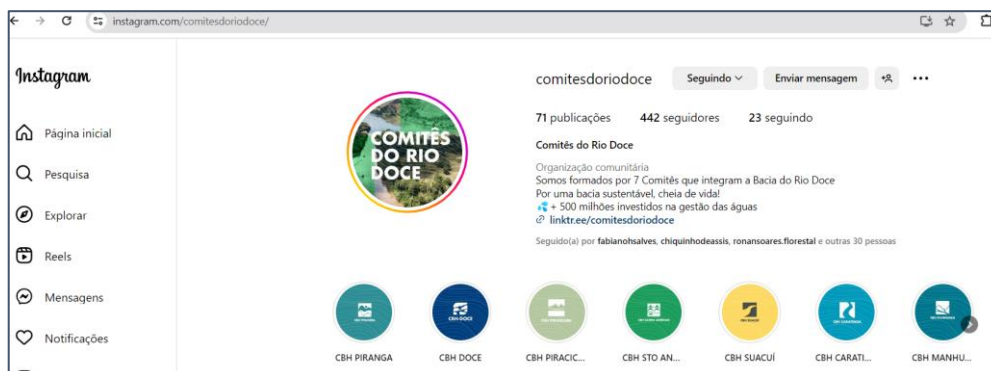 instagram.com/comitesdoriodoce/
Instagram
Página inicial
Pesquisa
Explorar
Reels
Mensagens
Notificações
COMITÊS
DO RIO
DOCE
comitesdoriodoce Seguindo Enviar mensagem
71 publicações 442 seguidores 23 seguindo
Comitês do Rio Doce
Organização comunitária
Somos formados por 7 Comitês que integram a Bacia do Rio Doce
Por uma bacia sustentável, cheia de vida!
+ 500 milhões investidos na gestão das águas
linktr.ee/comitesdoriodoce
Seguido(a) por fabianohsalves, chiquinhodeassis, ronansoares.florestal e outras 30 pessoas
CBH DOCE
CBH PIRANGA CBH DOCE CBH PIRACIC... CBH STO AN... CBH SUACUÍ CBH CARATI... CBH MANHU...